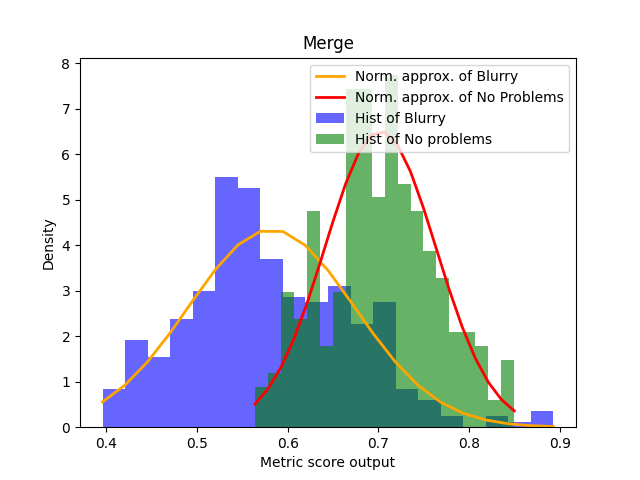 Merge
Norm. approx. of Blurry
Norm. approx. of No Problems
Hist of Blurry
Hist of No problems
8
7
6
5
4
3
2
1
0
Density
0.4 0.5 0.6 0.7 0.8 0.9
Metric score output